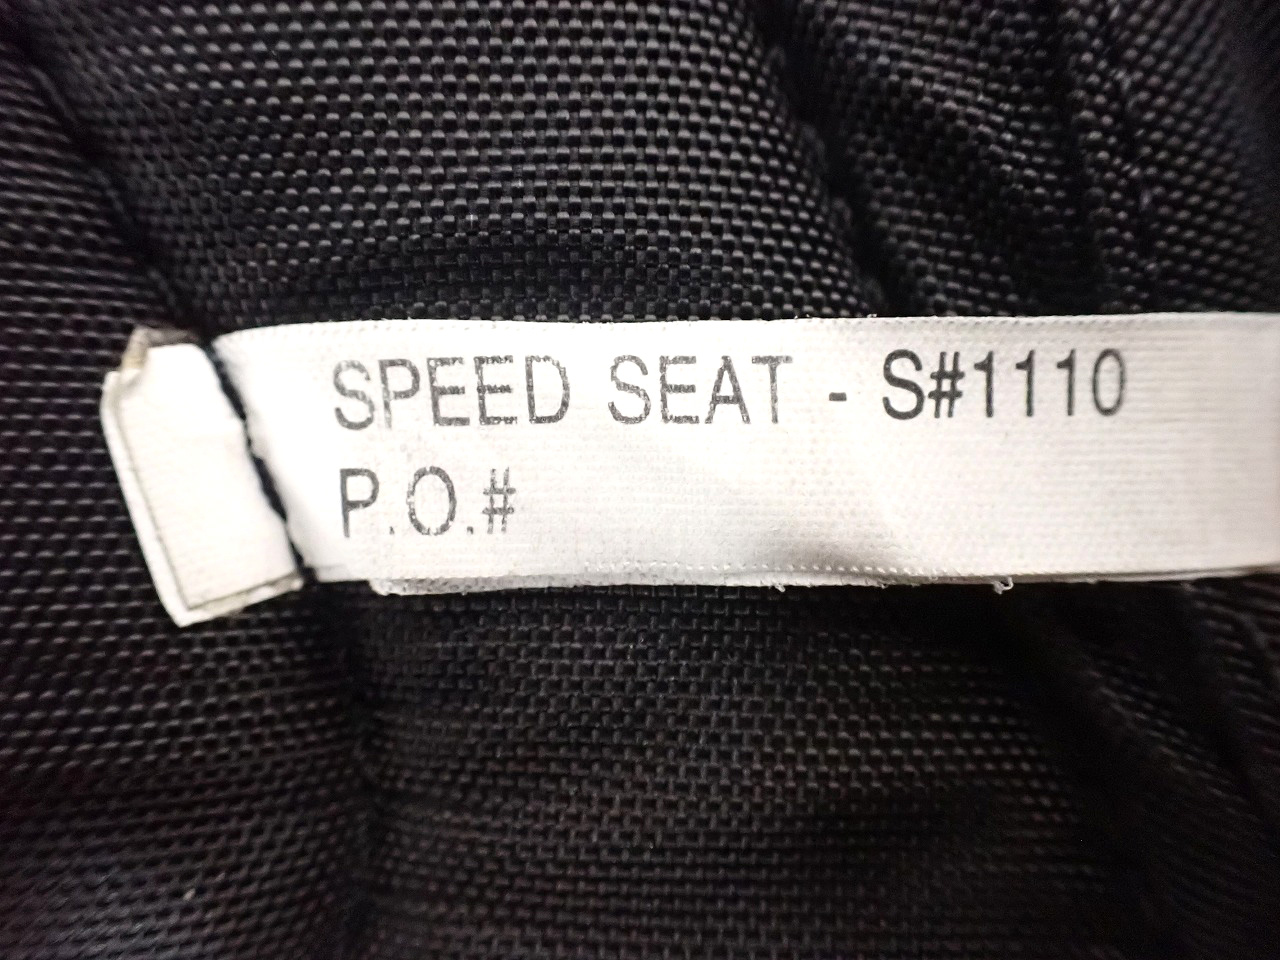 SPEED SEAT - S#1110
P.O.#